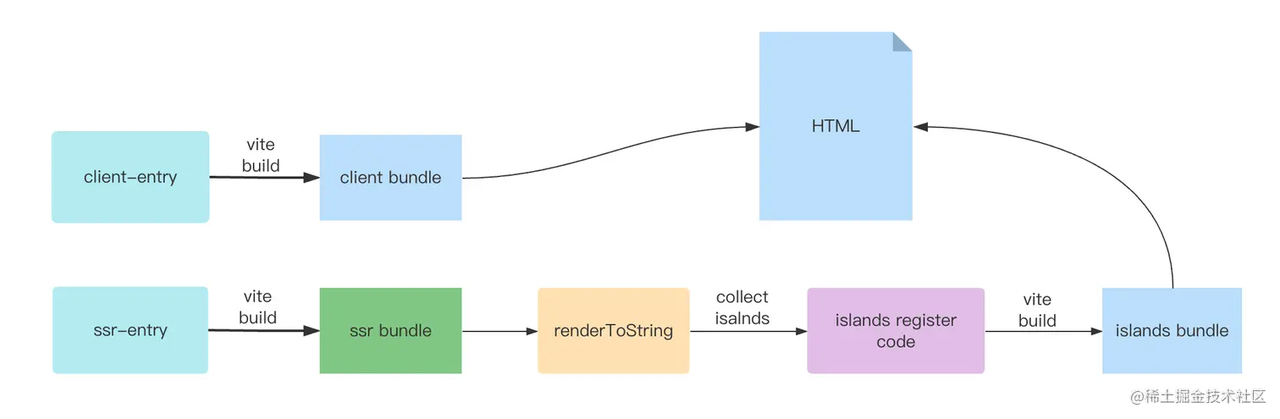 HTML
vite
build
client-entry
client bundle
vite
build
ssr-entry
ssr bundle
renderToString
collect
isalnds
islands register
code
vite
build
islands bundle
@稀土掘金技术社区